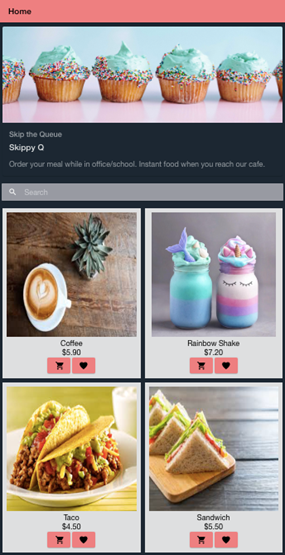 Home
Skip the Queue
Skippy Q
Order your meal while in office/school. Instant food when you reach our cafe.
Search
Coffee
$5.90
Rainbow Shake
$7.20
Taco
$4.50
Sandwich
$5.50